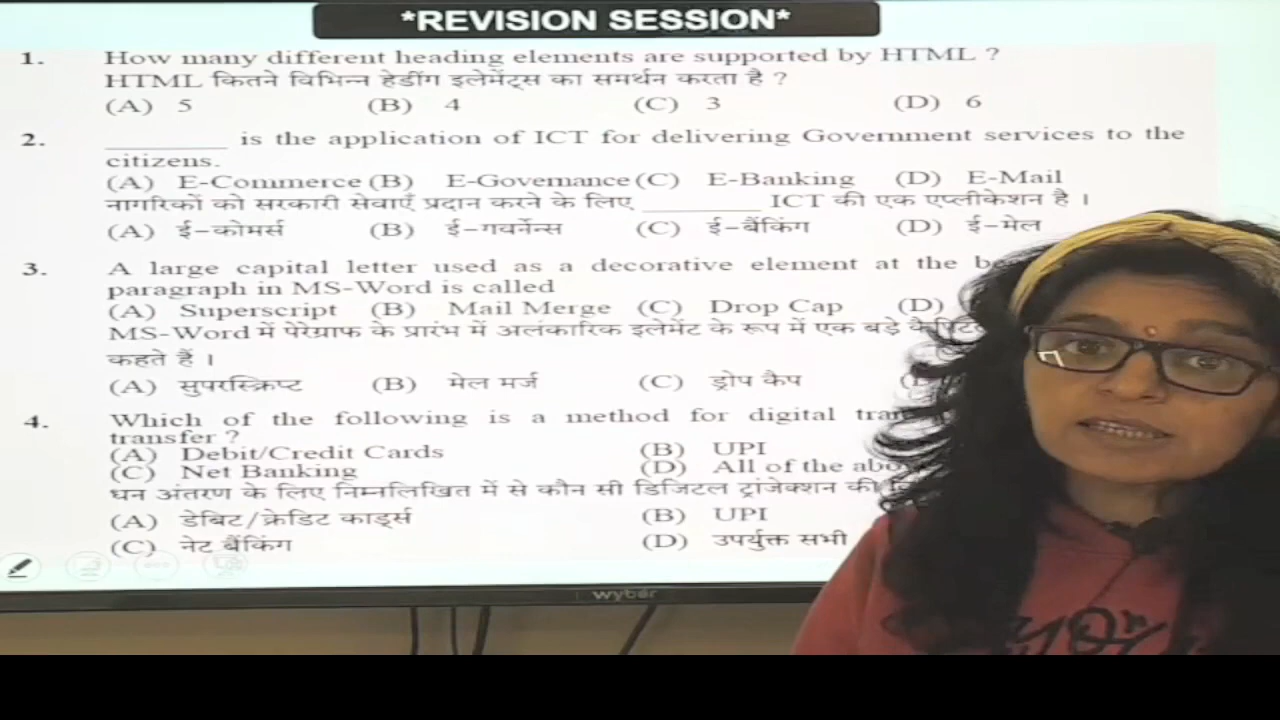 *REVISION SESSION*
1. How many different heading elements are supported by HTML ?
HTML कितने विभिन्न हेडींग इलेमेंट्स का समर्थन करता है ?
(A) 5 (B) 4 (C) 3 (D) 6
2. ________ is the application of ICT for delivering Government services to the
citizens.
(A) E-Commerce (B) E-Governance (C) E-Banking (D) E-Mail
नागरिकों को सरकारी सेवाएँ प्रदान करने के लिए ________ ICT की एक एप्लीकेशन है ।
(A) ई-कोमर्स (B) ई-गवर्नेन्स (C) ई-बैंकिंग (D) ई-मेल
3. A large capital letter used as a decorative element at the
paragraph in MS-Word is called
(A) Superscript (B) Mail Merge (C) Drop Cap (D)
MS-Word में पेरेग्राफ के प्रारंभ में अलंकारिक इलेमेंट के रूप में एक बड़े
कहते हैं ।
(A) सुपरस्क्रिप्ट (B) मेल मर्ज (C) ड्रोप कैप
4. Which of the following is a method for digital
transfer ?
(A) Debit/Credit Cards (B) UPI
(C) Net Banking (D) All of the
धन अंतरण के लिए निम्नलिखित में से कौन सी डिजिटल ट्रांजेक्शन की
(A) डेबिट/क्रेडिट कार्ड्स (B) UPI
(C) नेट बैंकिंग (D) उपर्युक्त सभी
wyber